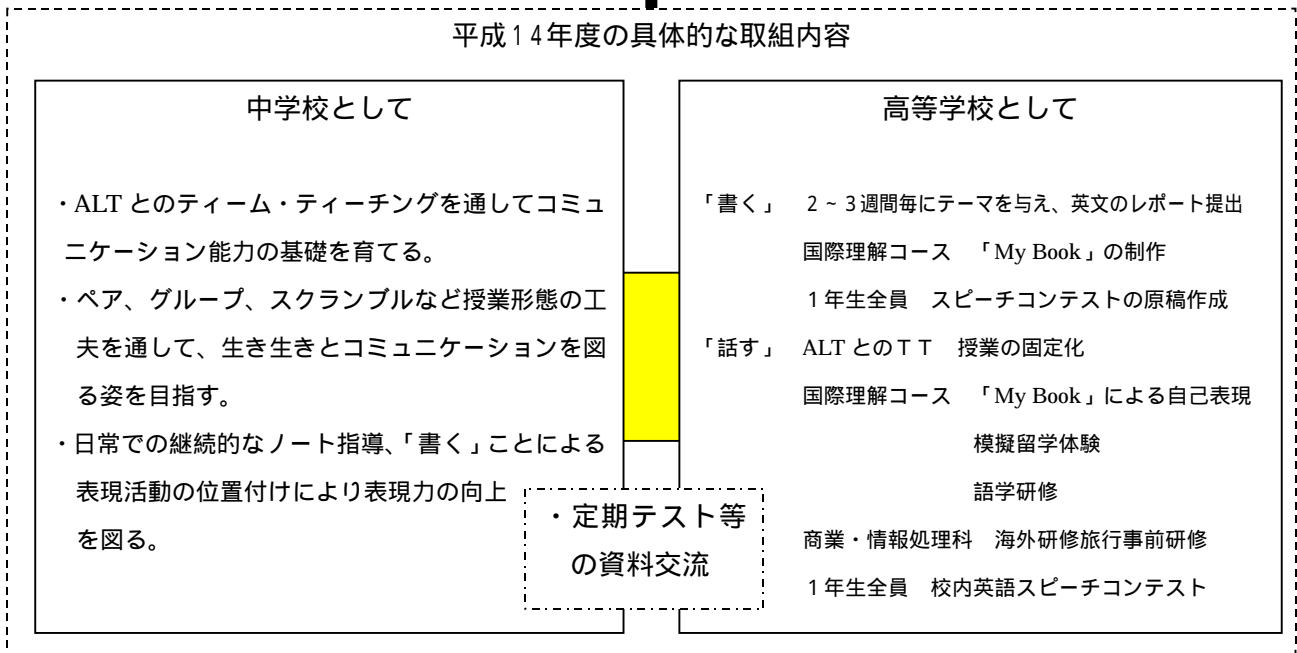 平成14年度の具体的な取組内容
中学校として
・ALT とのティーム・ティーチングを通してコミュ
ニケーション能力の基礎を育てる。
・ペア、グループ、スクランブルなど授業形態の工
夫を通して、生き生きとコミュニケーションを図
る姿を目指す。
・日常での継続的なノート指導、「書く」ことによる
表現活動の位置付けにより表現力の向上
を図る。
・定期テスト等
の資料交流
高等学校として
「書く」 2~3週間毎にテーマを与え、英文のレポート提出
国際理解コース 「My Book」の制作
1年生全員 スピーチコンテストの原稿作成
「話す」 ALT とのTT 授業の固定化
国際理解コース 「My Book」による自己表現
模擬留学体験
語学研修
商業・情報処理科 海外研修旅行事前研修
1年生全員 校内英語スピーチコンテスト